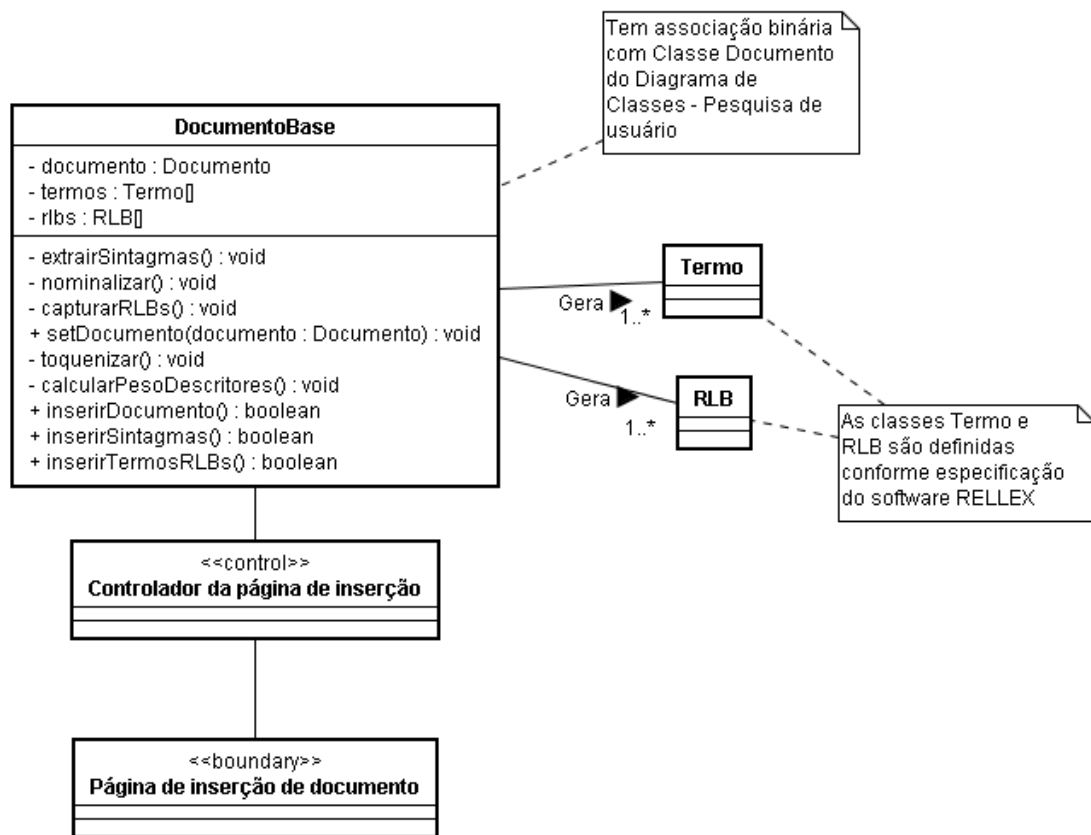 Tem associação binária
com Classe Documento
do Diagrama de
Classes - Pesquisa de
usuário
DocumentoBase
- documento : Documento
- termos : Termo[]
- rlbs : RLB[]
- extrairSintagmas() : void
- nominalizar() : void
- capturarRLBs() : void
+ setDocumento(documento : Documento) : void
- toquenizar() : void
- calcularPesoDescritores() : void
+ inserirDocumento() : boolean
+ inserirSintagmas() : boolean
+ inserirTermosRLBs() : boolean
Termo
Gera
1..*
RLB
Gera
1..*
As classes Termo e
RLB são definidas
conforme especificação
do software RELLEX
<<control>>
Controlador da página de inserção
<<boundary>>
Página de inserção de documento